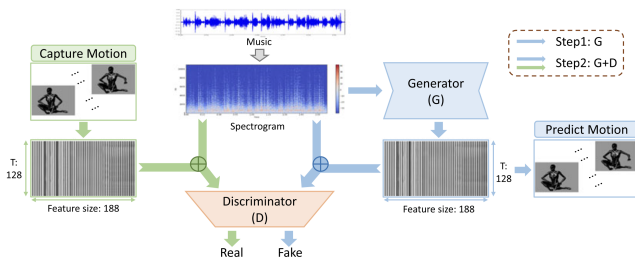 Music
Capture Motion
Step1: G
Step2: G+D
Generator
(G)
Spectrogram
Predict Motion
T:
128
T:
128
Feature size: 188
Feature size: 188
Discriminator
(D)
Real
Fake